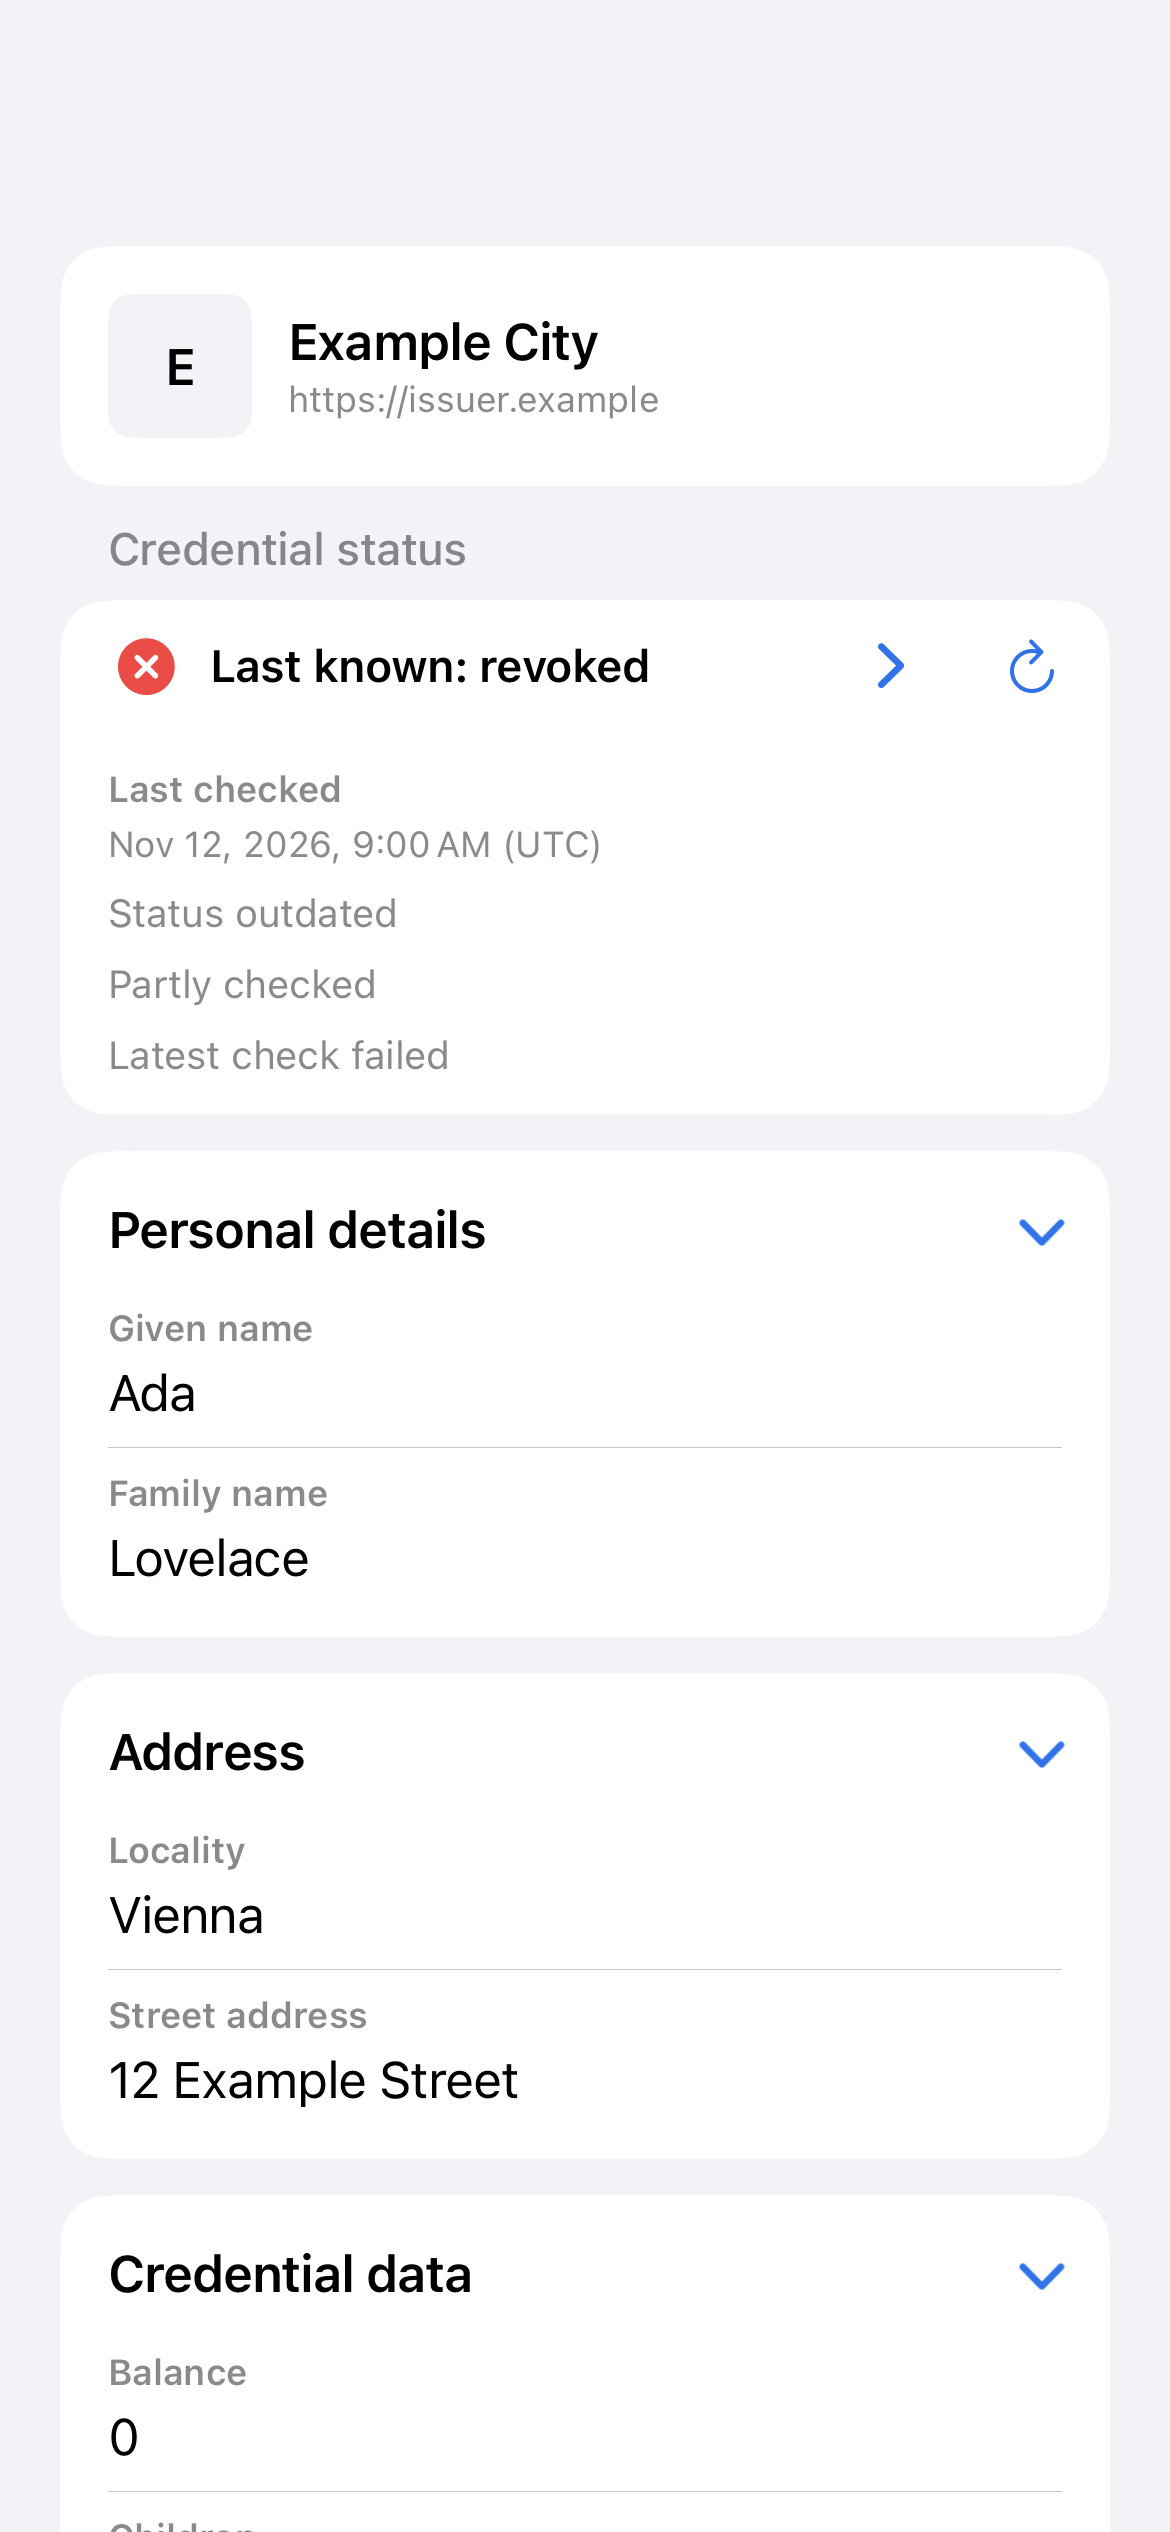 E
Example City
https://issuer.example
Credential status
Last known: revoked
Last checked
Nov 12, 2026, 9:00 AM (UTC)
Status outdated
Partly checked
Latest check failed
Personal details
Given name
Ada
Family name
Lovelace
Address
Locality
Vienna
Street address
12 Example Street
Credential data
Balance
0